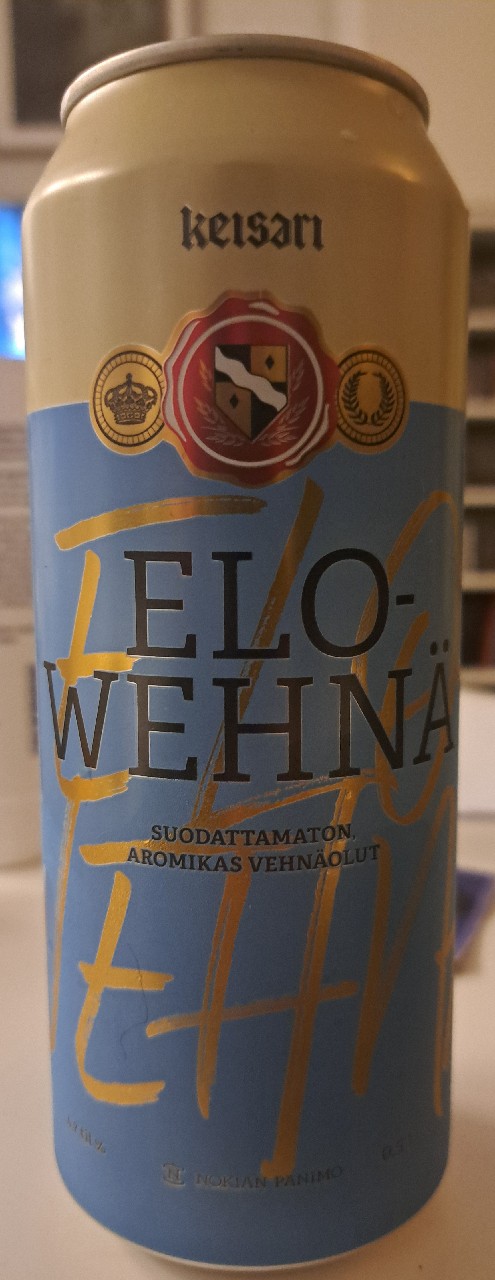 keisari
ELO-
WEHNÄ
SUODATTAMATON,
AROMIKAS VEHNÄOLUT
N NOKIAN PANIMO